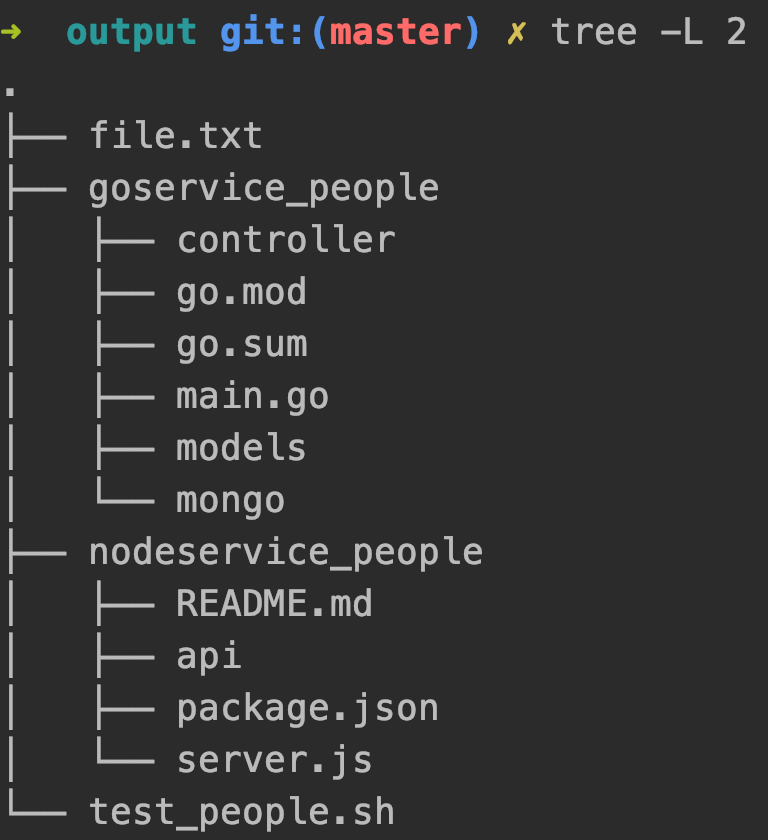 ➜  output git:(master) ✗ tree -L 2
.
├── file.txt
├── goservice_people
│   ├── controller
│   ├── go.mod
│   ├── go.sum
│   ├── main.go
│   ├── models
│   └── mongo
├── nodeservice_people
│   ├── README.md
│   ├── api
│   ├── package.json
│   └── server.js
└── test_people.sh